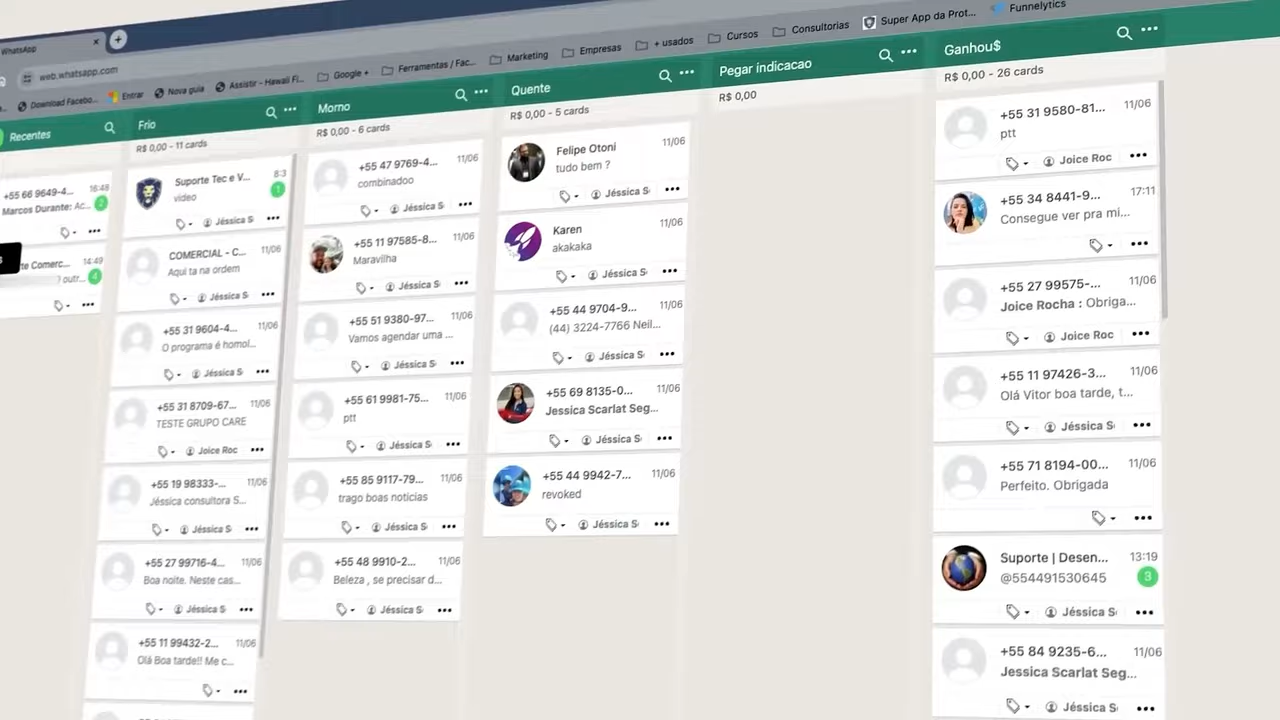 WhatsApp
web.whatsapp.com
Download Facebo...
Entrar
Nova guia
Assistir - Hawaii Fi...
Google +
Ferramentas / Fac...
Marketing
Empresas
+ usados
Cursos
Consultorias
Super App da Prot...
Funnelytics
Recentes
+55 66 9649-4...
16:48
Marcos Durante: Ac...
2
te Comerc...
14:49
outr...
4
Frio
R$ 0,00 - 11 cards
Suporte Tec e V...
8:3
video
1
Jéssica S
COMERCIAL - C...
11/06
Aqui ta na ordem
Jéssica S
+55 31 9604-4...
11/06
O programa é homol...
Jéssica S
+55 31 8709-67...
11/06
TESTE GRUPO CARE
Joice Roc
+55 19 98333-...
11/06
Jéssica consultora S...
Jéssica S
+55 27 99716-4...
11/06
Boa noite. Neste cas...
Jéssica S
+55 11 99432-2...
11/06
Olá Boa tarde!! Me c...
Morno
R$ 0,00 - 6 cards
+55 47 9769-4...
11/06
combinadoo
Jéssica S
+55 11 97585-8...
11/06
Maravilha
Jéssica S
+55 51 9380-97...
11/06
Vamos agendar uma ...
Jéssica S
+55 61 9981-75...
11/06
ptt
Jéssica S
+55 85 9117-79...
11/06
trago boas noticias
Jéssica S
+55 48 9910-2...
11/06
Beleza , se precisar d...
Jéssica S
Quente
R$ 0,00 - 5 cards
Felipe Otoni
11/06
tudo bem ?
Jéssica S
Karen
11/06
akakaka
Jéssica S
+55 44 9704-9...
11/06
(44) 3224-7766 Neil...
Jéssica S
+55 69 8135-0...
11/06
Jessica Scarlat Seg...
Jéssica S
+55 44 9942-7...
11/06
revoked
Jéssica S
Pegar indicacao
R$ 0,00
Ganhou$
R$ 0,00 - 26 cards
+55 31 9580-81...
11/06
ptt
Joice Roc
+55 34 8441-9...
17:11
Consegue ver pra mi...
+55 27 99575-...
11/06
Joice Rocha : Obriga...
Joice Roc
+55 11 97426-3...
11/06
Olá Vitor boa tarde, t...
Jéssica S
+55 71 8194-00...
11/06
Perfeito. Obrigada
Suporte | Desen...
13:19
@554491530645
3
Jéssica S
+55 84 9235-6...
11/06
Jessica Scarlat Seg...
Jéssica S